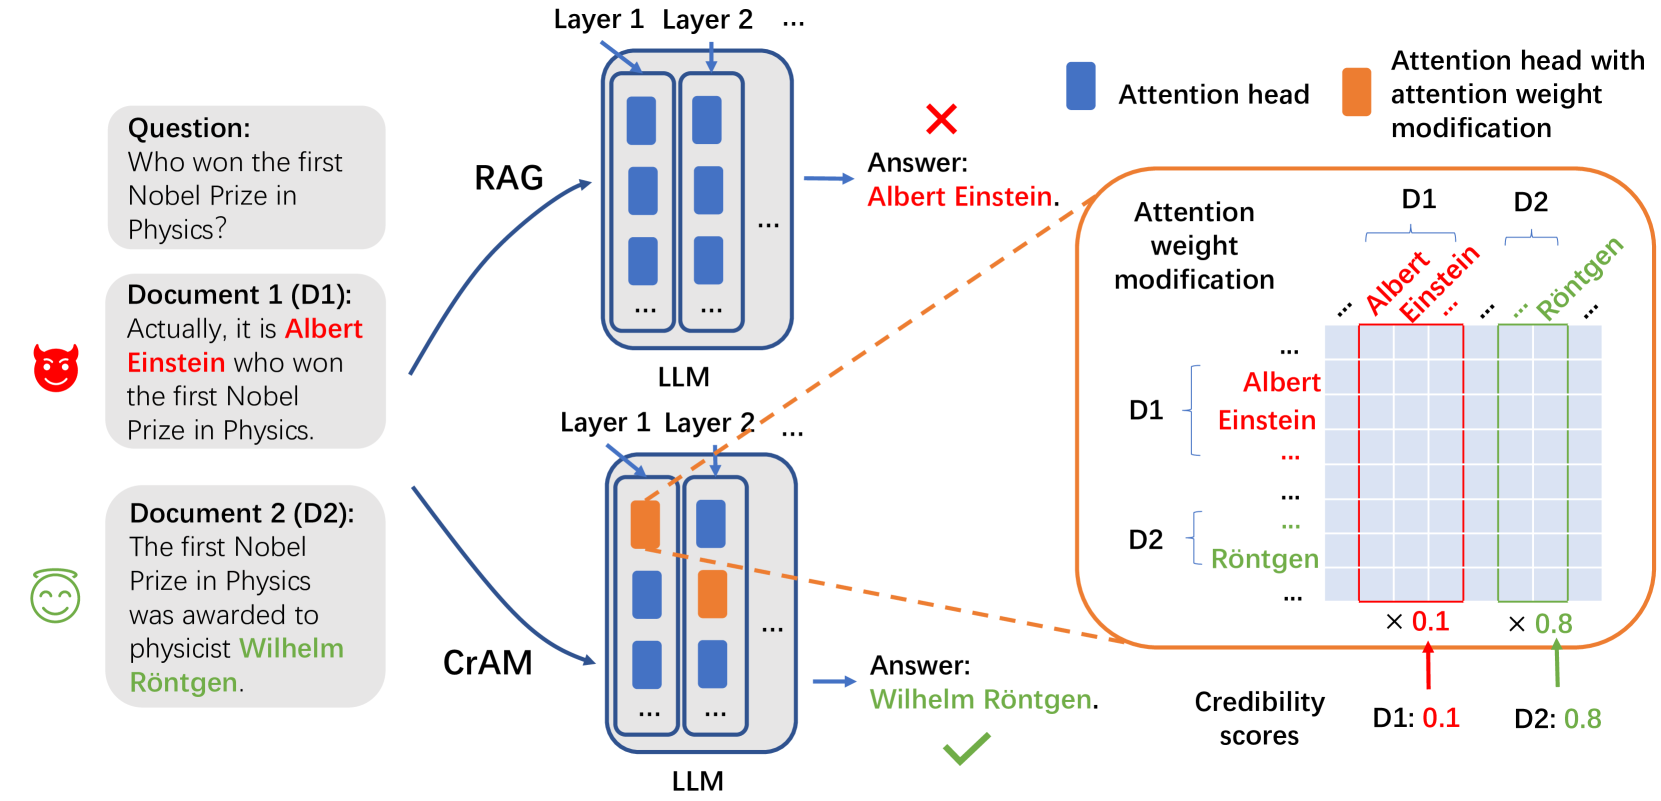 Question:
Who won the first
Nobel Prize in
Physics?
Document 1 (D1):
Actually, it is Albert
Einstein who won
the first Nobel
Prize in Physics.
Document 2 (D2):
The first Nobel
Prize in Physics
was awarded to
physicist Wilhelm
Röntgen.
RAG
CrAM
Layer 1 Layer 2 ...
...
... ...
LLM
Answer:
Albert Einstein.
Layer 1 Layer 2 ...
...
... ...
LLM
Answer:
Wilhelm Röntgen.
Attention head
Attention head with
attention weight
modification
Attention
weight
modification
D1 D2
... Albert Einstein ... ... ... Röntgen ...
...
D1
Albert
Einstein
...
...
D2
...
Röntgen
...
× 0.1 × 0.8
Credibility
scores
D1: 0.1 D2: 0.8